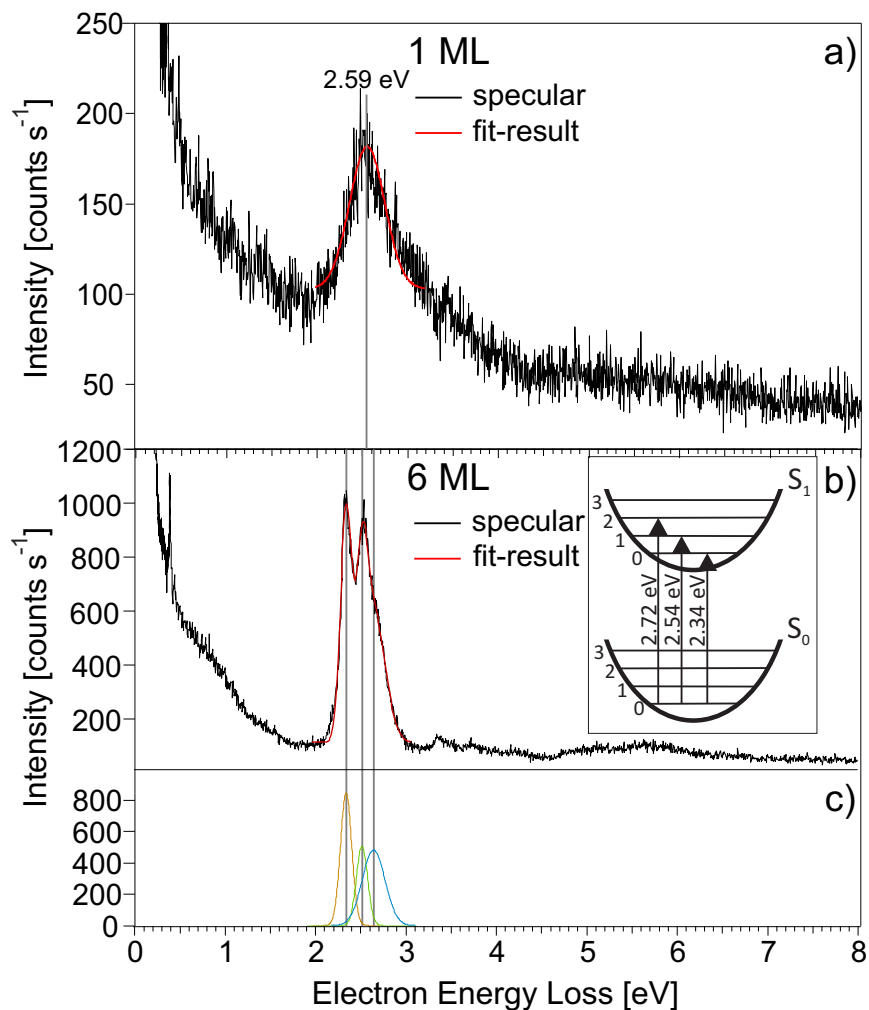 250
200
150
100
50
Intensity [counts s⁻¹]
1 ML
a)
2.59 eV
specular
fit-result
1200
1000
800
600
400
200
Intensity [counts s⁻¹]
6 ML
b)
specular
fit-result
3
2
1
0
S₁
2.72 eV
2.54 eV
2.34 eV
3
2
1
0
S₀
c)
800
600
400
200
0
0 1 2 3 4 5 6 7 8
Electron Energy Loss [eV]